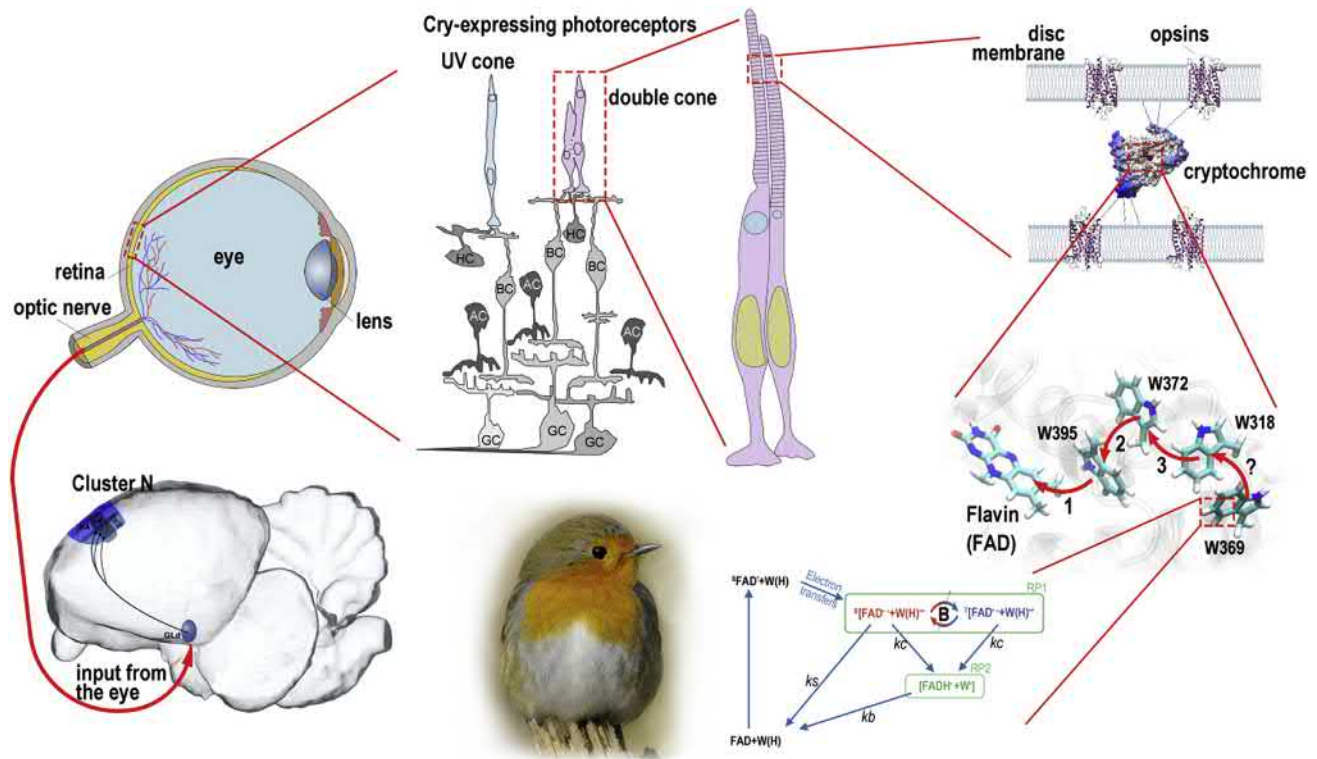 Cry-expressing photoreceptors
UV cone
double cone
disc
membrane
opsins
cryptochrome
eye
retina
optic nerve
lens
HC
HC
BC
BC
BC
AC
AC
AC
GC
GC
GC
W372
W318
W395
2
3
?
1
Flavin
(FAD)
W369
Cluster N
GLd
input from
the eye
Electron
transfers
RP1
B
kc
kc
RP2
ks
kb
FAD+W(H)